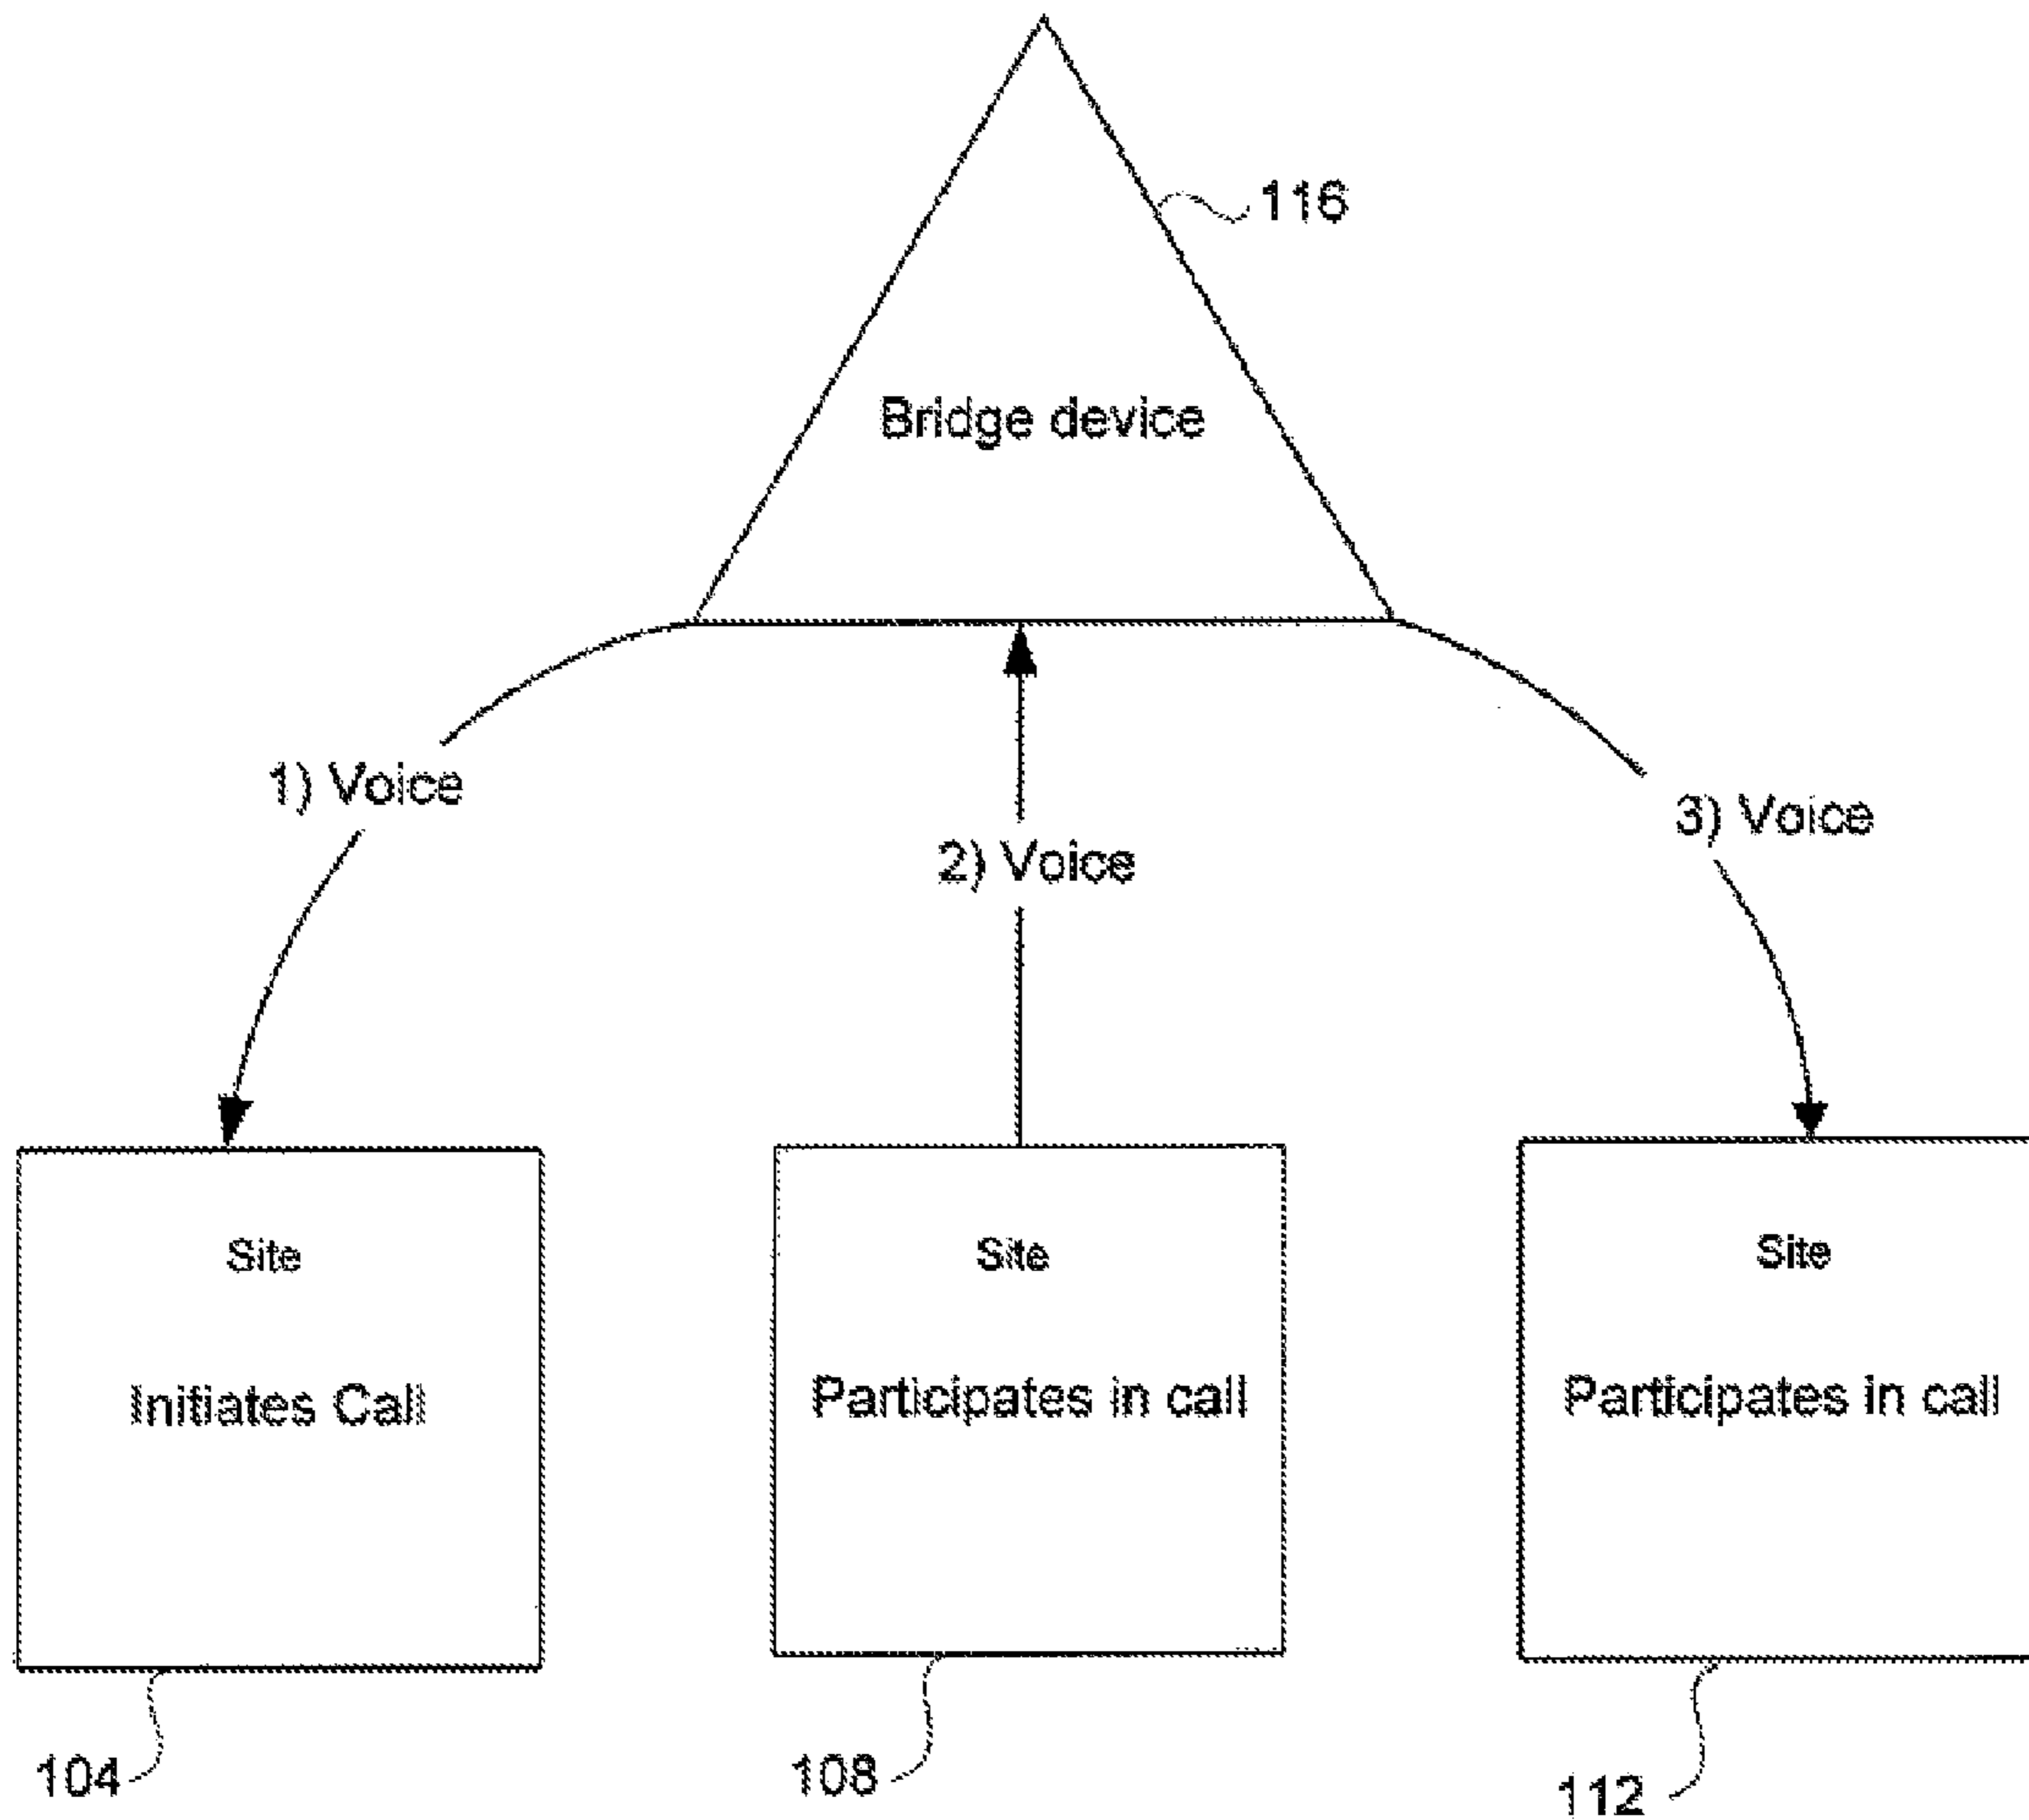 116
Bridge device
1) Voice
2) Voice
3) Voice
Site
Initiates Call
Site
Participates in call
Site
Participates in call
104
108
112